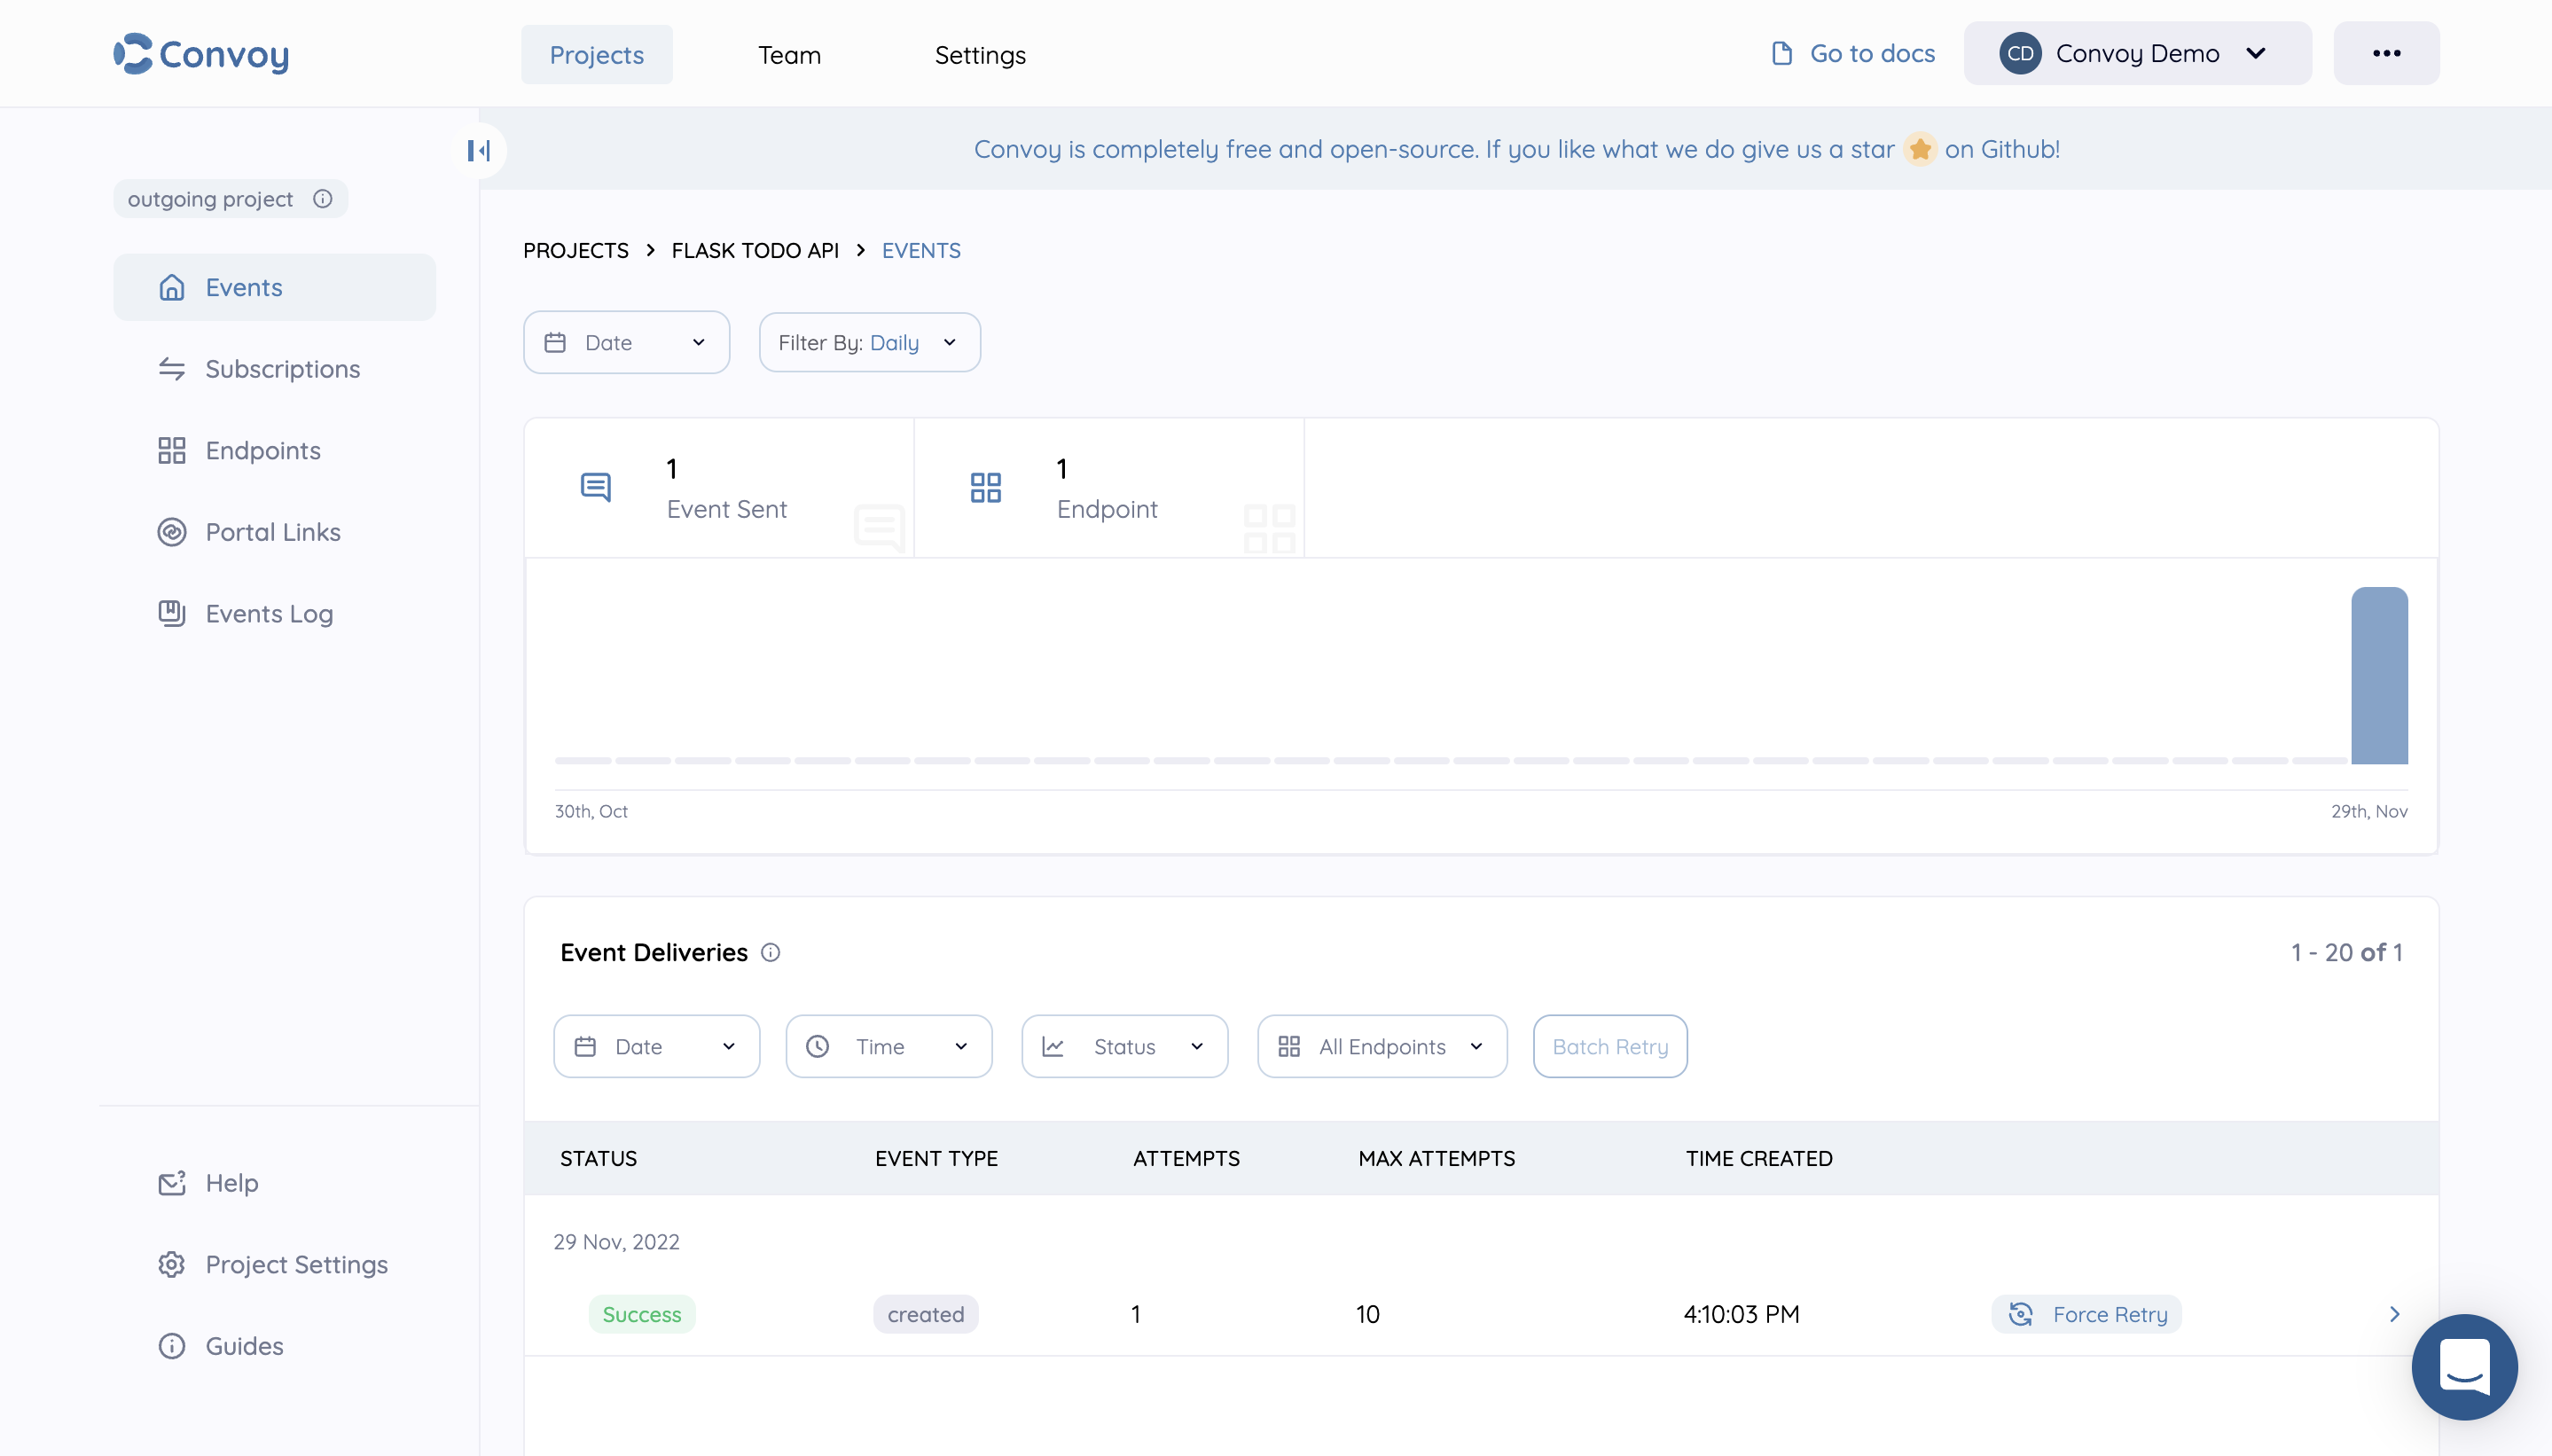 Convoy
Projects
Team
Settings
Go to docs
CD
Convoy Demo
Convoy is completely free and open-source. If you like what we do give us a star ⭐ on Github!
outgoing project
Events
Subscriptions
Endpoints
Portal Links
Events Log
Help
Project Settings
Guides
PROJECTS > FLASK TODO API > EVENTS
Date
Filter By: Daily
1
Event Sent
1
Endpoint
30th, Oct
29th, Nov
Event Deliveries
1 - 20 of 1
Date
Time
Status
All Endpoints
Batch Retry
STATUS EVENT TYPE ATTEMPTS MAX ATTEMPTS TIME CREATED
29 Nov, 2022
Success created 1 10 4:10:03 PM Force Retry